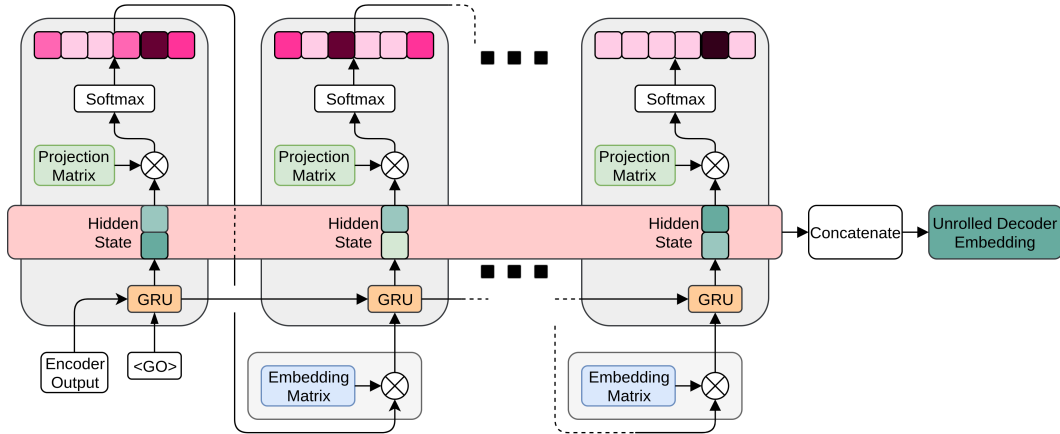 Softmax
Softmax
Softmax
Projection
Matrix
Projection
Matrix
Projection
Matrix
Hidden
State
Hidden
State
Hidden
State
Concatenate
Unrolled Decoder
Embedding
GRU
GRU
GRU
Encoder
Output
<GO>
Embedding
Matrix
Embedding
Matrix